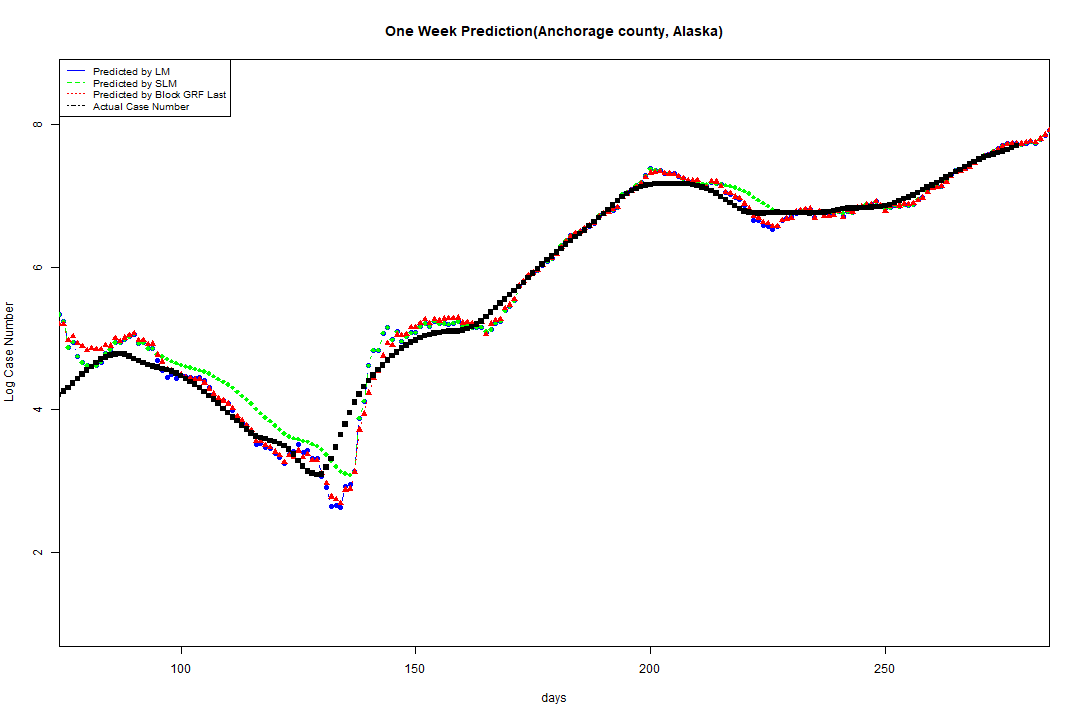 One Week Prediction(Anchorage county, Alaska)
Predicted by LM
Predicted by SLM
Predicted by Block GRF Last
Actual Case Number
8
6
4
2
Log Case Number
100
150
200
250
days